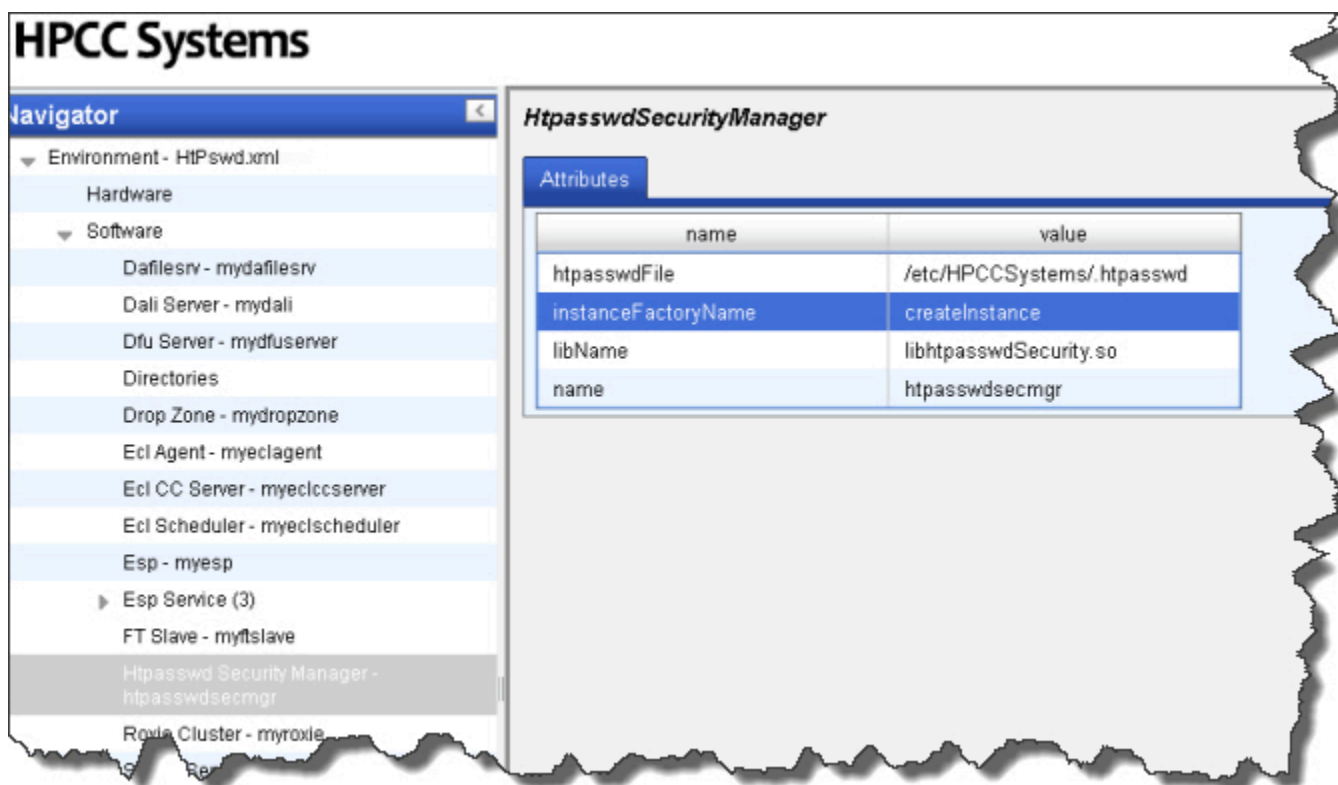 HPCC Systems
Navigator
Environment - HtPswd.xml
Hardware
Software
Dafilesrv - mydafilesrv
Dali Server - mydali
Dfu Server - mydfuserver
Directories
Drop Zone - mydropzone
Ecl Agent - myeclagent
Ecl CC Server - myeclccserver
Ecl Scheduler - myeclscheduler
Esp - myesp
Esp Service (3)
FT Slave - myftslave
Htpasswd Security Manager -
htpasswdsecmgr
Roxie Cluster - myroxie
HtpasswdSecurityManager
Attributes
name value
htpasswdFile /etc/HPCCSystems/.htpasswd
instanceFactoryName createInstance
libName libhtpasswdSecurity.so
name htpasswdsecmgr